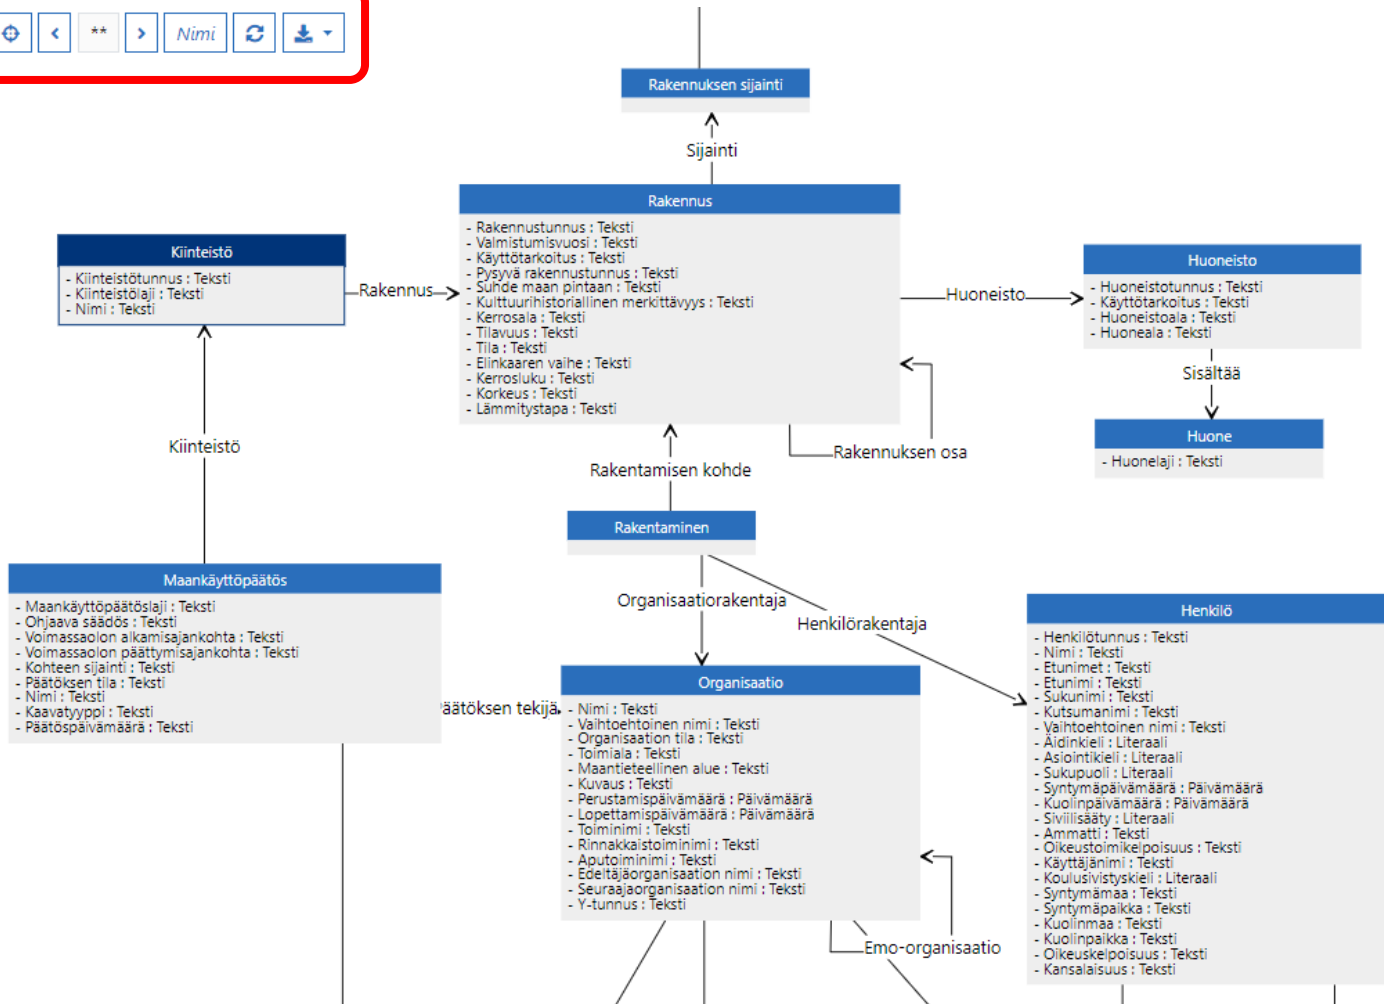 ** Nimi
Rakennuksen sijainti
Sijainti
Rakennus
- Rakennustunnus : Teksti
- Valmistumisvuosi : Teksti
- Käyttötarkoitus : Teksti
- Pysyvä rakennustunnus : Teksti
- Suhde maan pintaan : Teksti
- Kulttuurihistoriallinen merkittävyys : Teksti
- Kerrosala : Teksti
- Tilavuus : Teksti
- Tila : Teksti
- Elinkaaren vaihe : Teksti
- Kerrosluku : Teksti
- Korkeus : Teksti
- Lämmitystapa : Teksti
Kiinteistö
- Kiinteistötunnus : Teksti
- Kiinteistölaji : Teksti
- Nimi : Teksti
Rakennus
Huoneisto
Huoneisto
- Huoneistotunnus : Teksti
- Käyttötarkoitus : Teksti
- Huoneistoala : Teksti
- Huoneala : Teksti
Sisältää
Huone
- Huonelaji : Teksti
Kiinteistö
Rakennuksen osa
Rakentamisen kohde
Rakentaminen
Maankäyttöpäätös
- Maankäyttöpäätöslaji : Teksti
- Ohjaava säädös : Teksti
- Voimassaolon alkamisajankohta : Teksti
- Voimassaolon päättymisajankohta : Teksti
- Kohteen sijainti : Teksti
- Päätöksen tila : Teksti
- Nimi : Teksti
- Kaavatyyppi : Teksti
- Päätöspäivämäärä : Teksti
Organisaatiorakentaja
Henkilörakentaja
äätöksen tekijä
Organisaatio
- Nimi : Teksti
- Vaihtoehtoinen nimi : Teksti
- Organisaation tila : Teksti
- Toimiala : Teksti
- Maantieteellinen alue : Teksti
- Kuvaus : Teksti
- Perustamispäivämäärä : Päivämäärä
- Lopettamispäivämäärä : Päivämäärä
- Toiminimi : Teksti
- Rinnakkaistoiminimi : Teksti
- Aputoiminimi : Teksti
- Edeltäjäorganisaation nimi : Teksti
- Seuraajaorganisaation nimi : Teksti
- Y-tunnus : Teksti
Emo-organisaatio
Henkilö
- Henkilötunnus : Teksti
- Nimi : Teksti
- Etunimet : Teksti
- Etunimi : Teksti
- Sukunimi : Teksti
- Kutsumanimi : Teksti
- Vaihtoehtoinen nimi : Teksti
- Äidinkieli : Literaali
- Asiointikieli : Literaali
- Sukupuoli : Literaali
- Syntymäpäivämäärä : Päivämäärä
- Kuolinpäivämäärä : Päivämäärä
- Siviilisääty : Literaali
- Ammatti : Teksti
- Oikeustoimikelpoisuus : Teksti
- Käyttäjänimi : Teksti
- Koulusivistyskieli : Literaali
- Syntymämaa : Teksti
- Syntymäpaikka : Teksti
- Kuolinmaa : Teksti
- Kuolinpaikka : Teksti
- Oikeuskelpoisuus : Teksti
- Kansalaisuus : Teksti